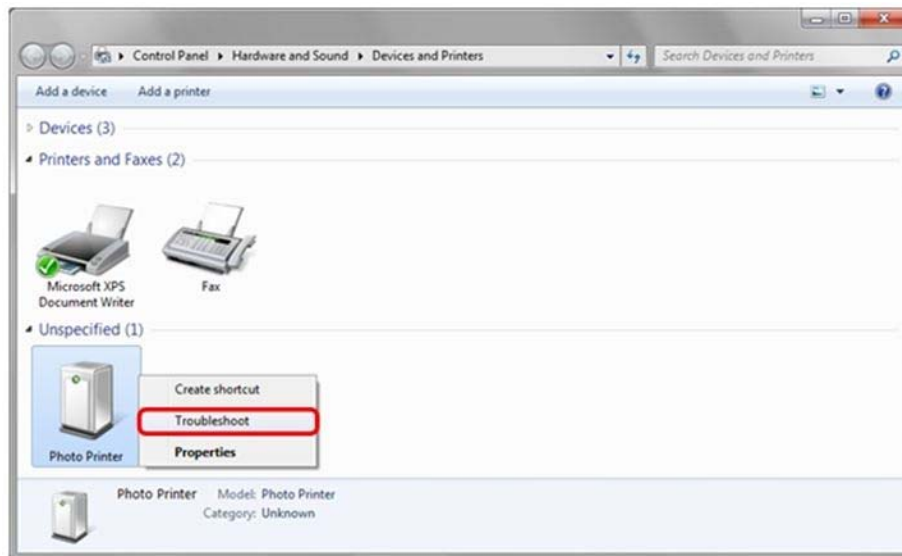 Control Panel ▸ Hardware and Sound ▸ Devices and Printers
Search Devices and Printers
Add a device Add a printer
Devices (3)
Printers and Faxes (2)
Microsoft XPS
Document Writer
Fax
Unspecified (1)
Create shortcut
Troubleshoot
Properties
Photo Printer
Photo Printer Model: Photo Printer
Category: Unknown